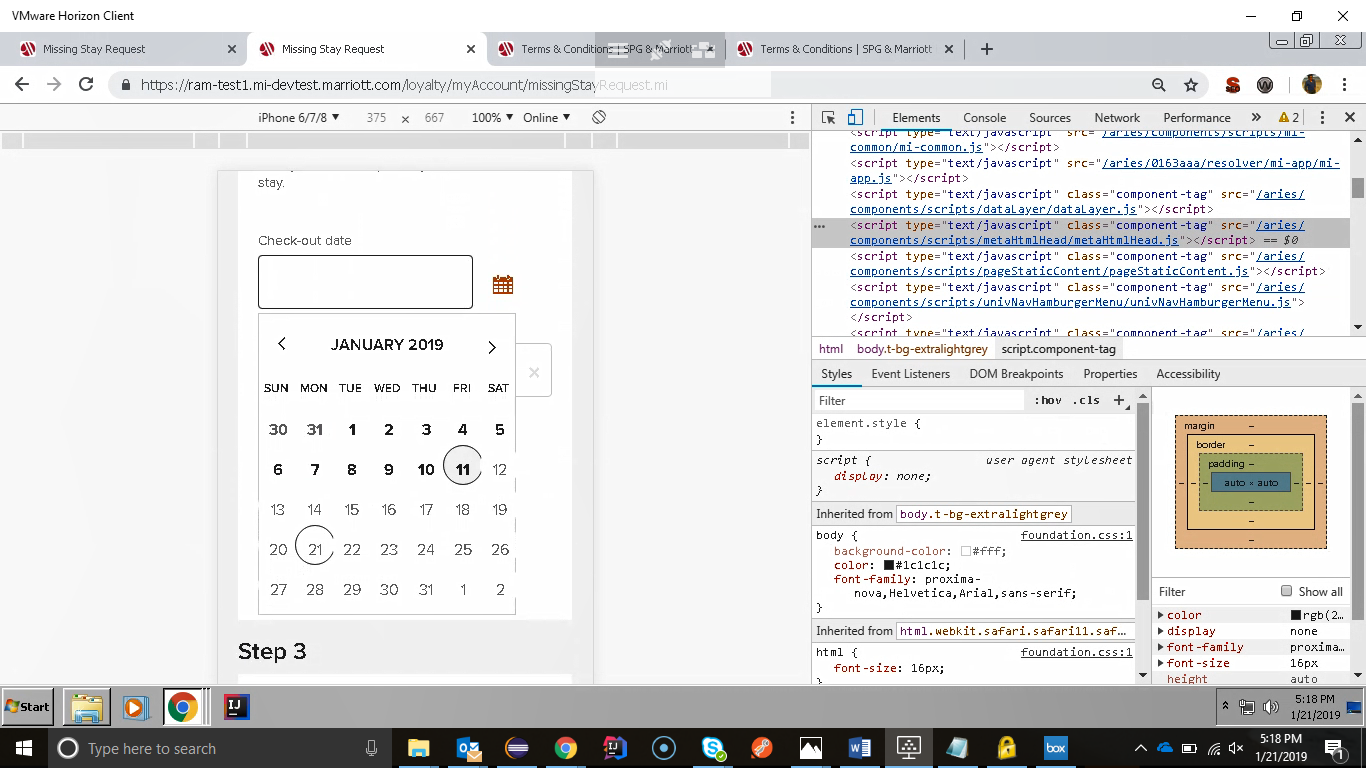 VMware Horizon Client
Missing Stay Request
Missing Stay Request
Terms & Conditions | SPG & Marriott
Terms & Conditions | SPG & Marriott
https://ram-test1.mi-devtest.marriott.com/loyalty/myAccount/missingStayRequest.mi
iPhone 6/7/8 375 × 667 100% Online
stay.
Check-out date
JANUARY 2019
SUN MON TUE WED THU FRI SAT
30 31 1 2 3 4 5
6 7 8 9 10 11 12
13 14 15 16 17 18 19
20 21 22 23 24 25 26
27 28 29 30 31 1 2
Step 3
Elements Console Sources Network Performance » 2
<script type="text/javascript" src="/aries/components/scripts/mi-
common/mi-common.js"></script>
<script type="text/javascript" src="/aries/0163aaa/resolver/mi-app/mi-
app.js"></script>
<script type="text/javascript" class="component-tag" src="/aries/
components/scripts/dataLayer/dataLayer.js"></script>
<script type="text/javascript" class="component-tag" src="/aries/
components/scripts/metaHtmlHead/metaHtmlHead.js"></script> == $0
<script type="text/javascript" class="component-tag" src="/aries/
components/scripts/pageStaticContent/pageStaticContent.js"></script>
<script type="text/javascript" class="component-tag" src="/aries/
components/scripts/univNavHamburgerMenu/univNavHamburgerMenu.js">
</script>
<script type="text/javascript" class="component-tag" src="/aries/
html body.t-bg-extralightgrey script.component-tag
Styles Event Listeners DOM Breakpoints Properties Accessibility
Filter :hov .cls +
element.style {
}
script { user agent stylesheet
display: none;
}
Inherited from body.t-bg-extralightgrey
body { foundation.css:1
background-color: #fff;
color: #1c1c1c;
font-family: proxima-
nova,Helvetica,Arial,sans-serif;
}
Inherited from html.webkit.safari.safari11.saf...
html { foundation.css:1
font-size: 16px;
}
margin –
border –
padding –
– – – auto × auto – – –
–
–
–
Filter Show all
color rgb(2...
display none
font-family proxima...
font-size 16px
height auto
Start
5:18 PM
1/21/2019
Type here to search
box
5:18 PM
1/21/2019
1